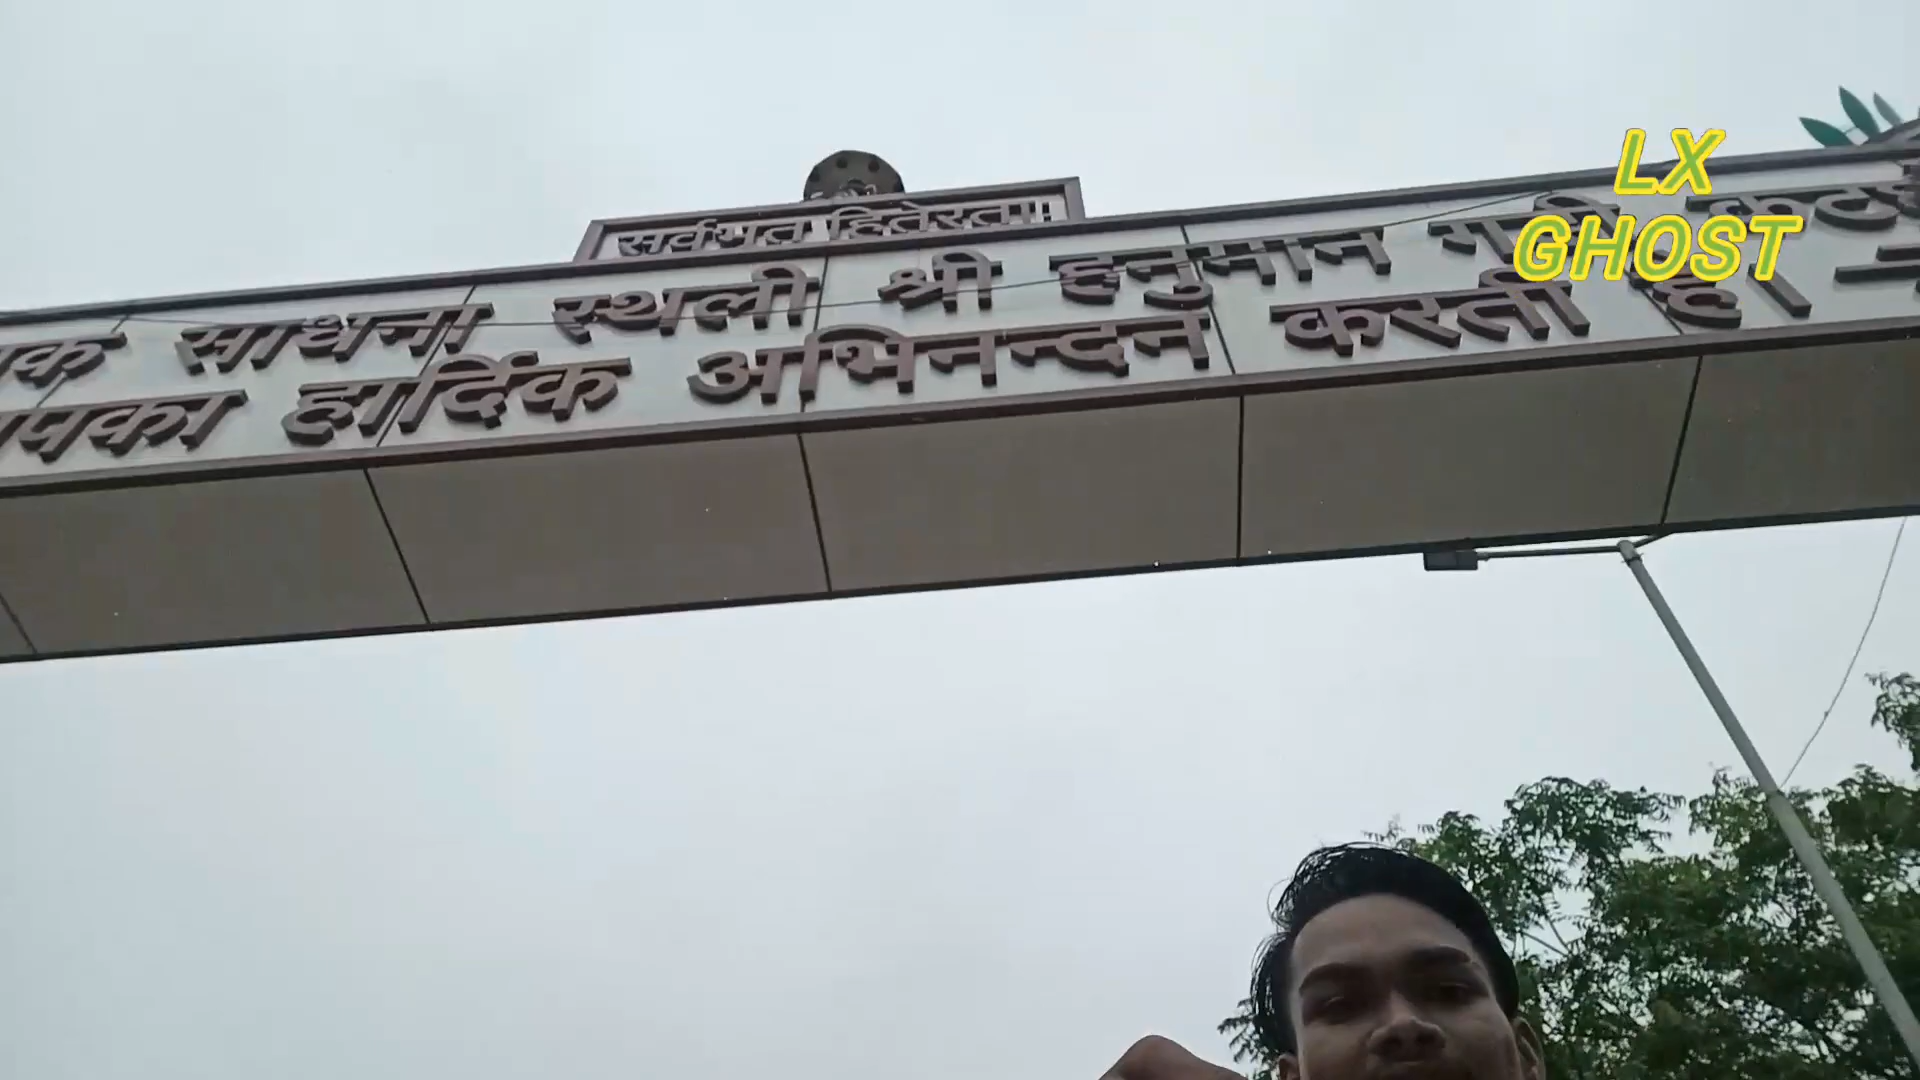 सर्वभूत हितेरता:
साधना स्थली श्री हनुमान
हार्दिक अभिनन्दन करती है।
LX
GHOST